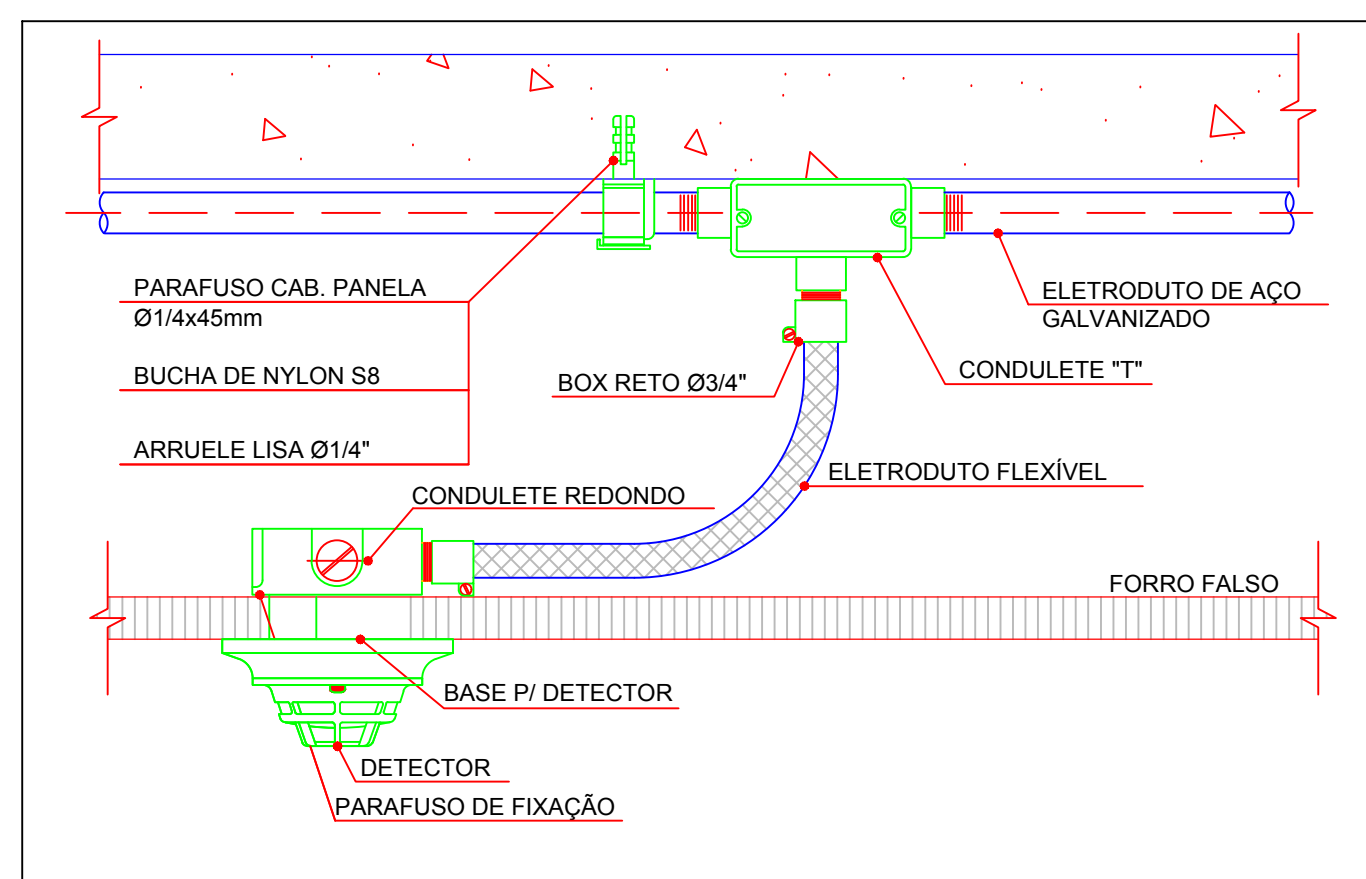 PARAFUSO CAB. PANELA
Ø1/4x45mm
BUCHA DE NYLON S8
ARRUELE LISA Ø1/4"
ELETRODUTO DE AÇO
GALVANIZADO
CONDULETE "T"
BOX RETO Ø3/4"
ELETRODUTO FLEXÍVEL
CONDULETE REDONDO
FORRO FALSO
BASE P/ DETECTOR
DETECTOR
PARAFUSO DE FIXAÇÃO